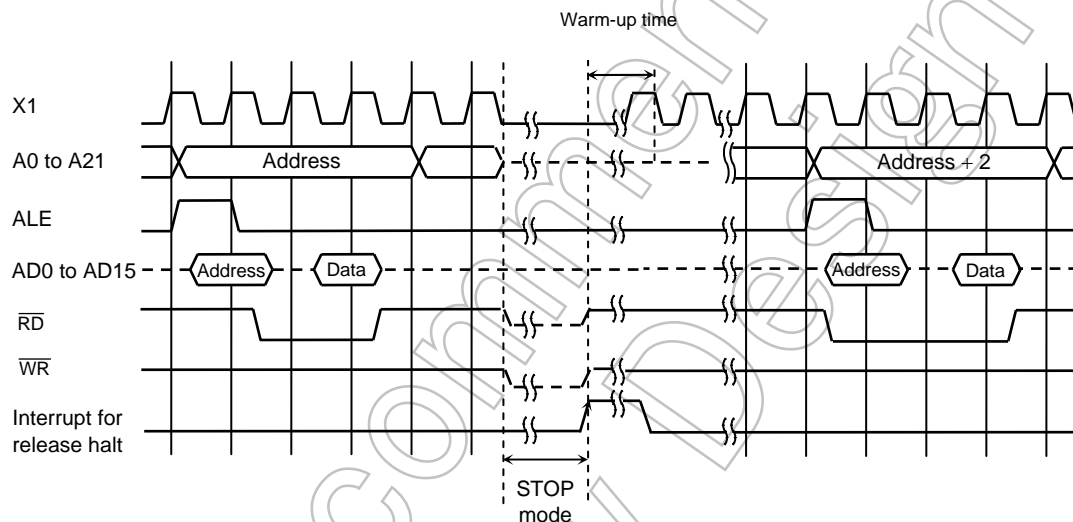 Warm-up time
X1
A0 to A21
Address
Address + 2
ALE
AD0 to AD15
Address
Data
Address
Data
RD
WR
Interrupt for
release halt
STOP
mode